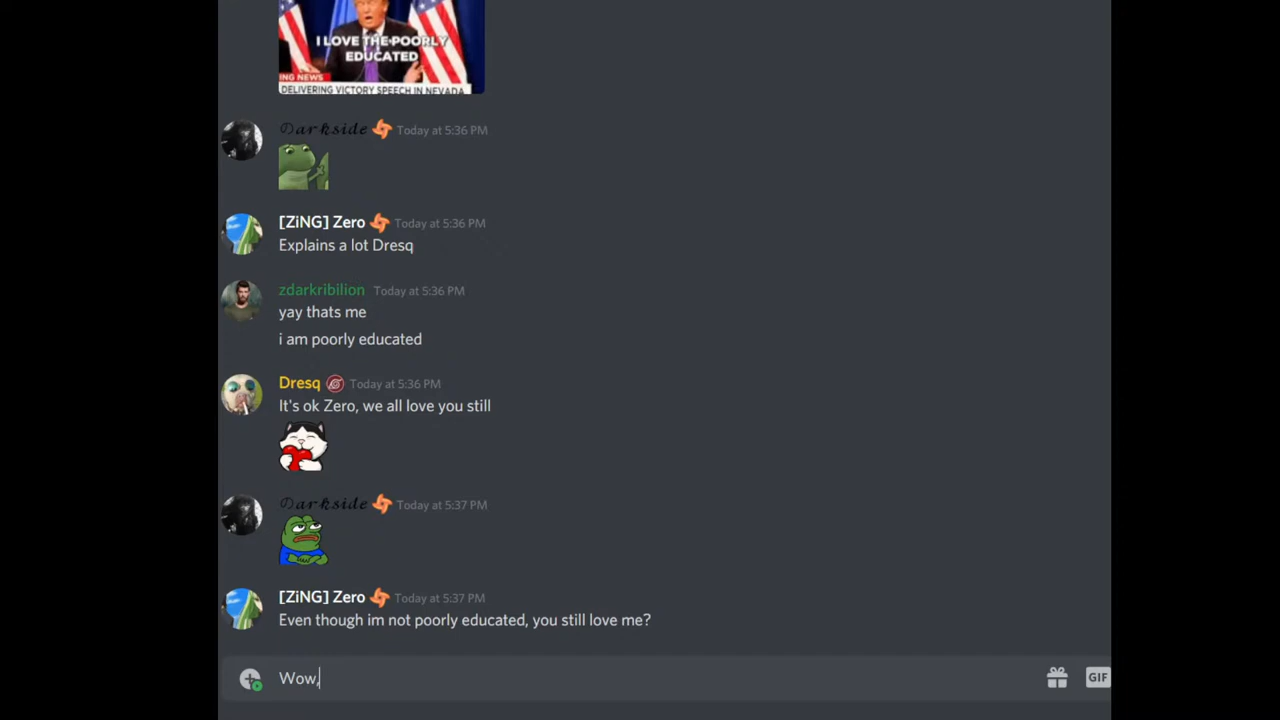 I LOVE THE POORLY
EDUCATED
ING NEWS
DELIVERING VICTORY SPEECH IN NEVADA
Darkside Today at 5:36 PM
[ZiNG] Zero Today at 5:36 PM
Explains a lot Dresq
zdarkribilion Today at 5:36 PM
yay thats me
i am poorly educated
Dresq Today at 5:36 PM
It's ok Zero, we all love you still
Darkside Today at 5:37 PM
[ZiNG] Zero Today at 5:37 PM
Even though im not poorly educated, you still love me?
Wow,
GIF